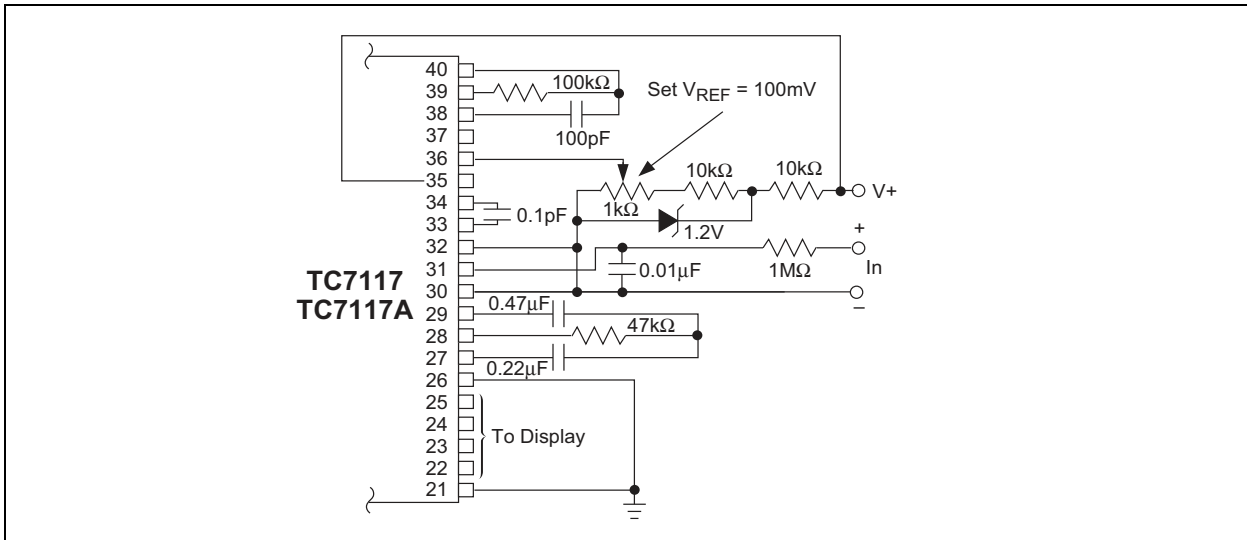 40
39
38
37
36
35
34
33
32
31
30
29
28
27
26
25
24
23
22
21
TC7117
TC7117A
100kΩ
100pF
Set VREF = 100mV
10kΩ
10kΩ
V+
1kΩ
1.2V
0.1pF
+
In
–
0.01µF
1MΩ
0.47µF
47kΩ
0.22µF
To Display